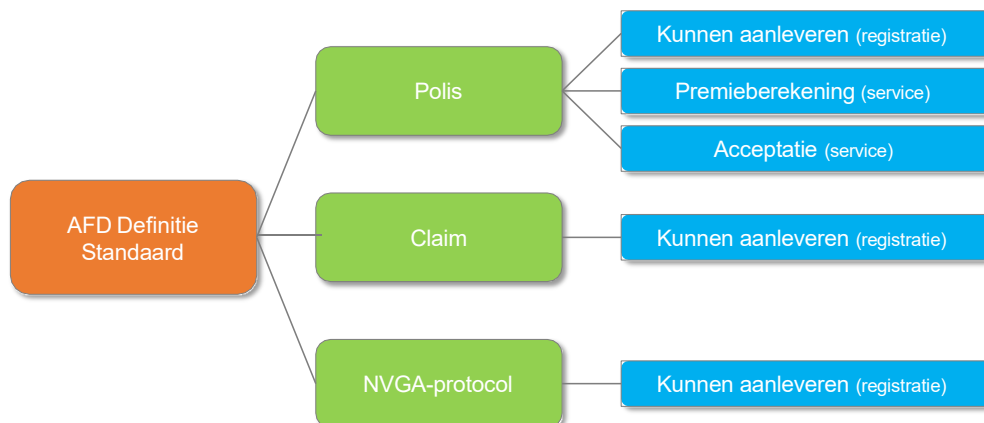 AFD Definitie
Standaard
Polis
Kunnen aanleveren (registratie)
Premieberekening (service)
Acceptatie (service)
Claim
Kunnen aanleveren (registratie)
NVGA-protocol
Kunnen aanleveren (registratie)